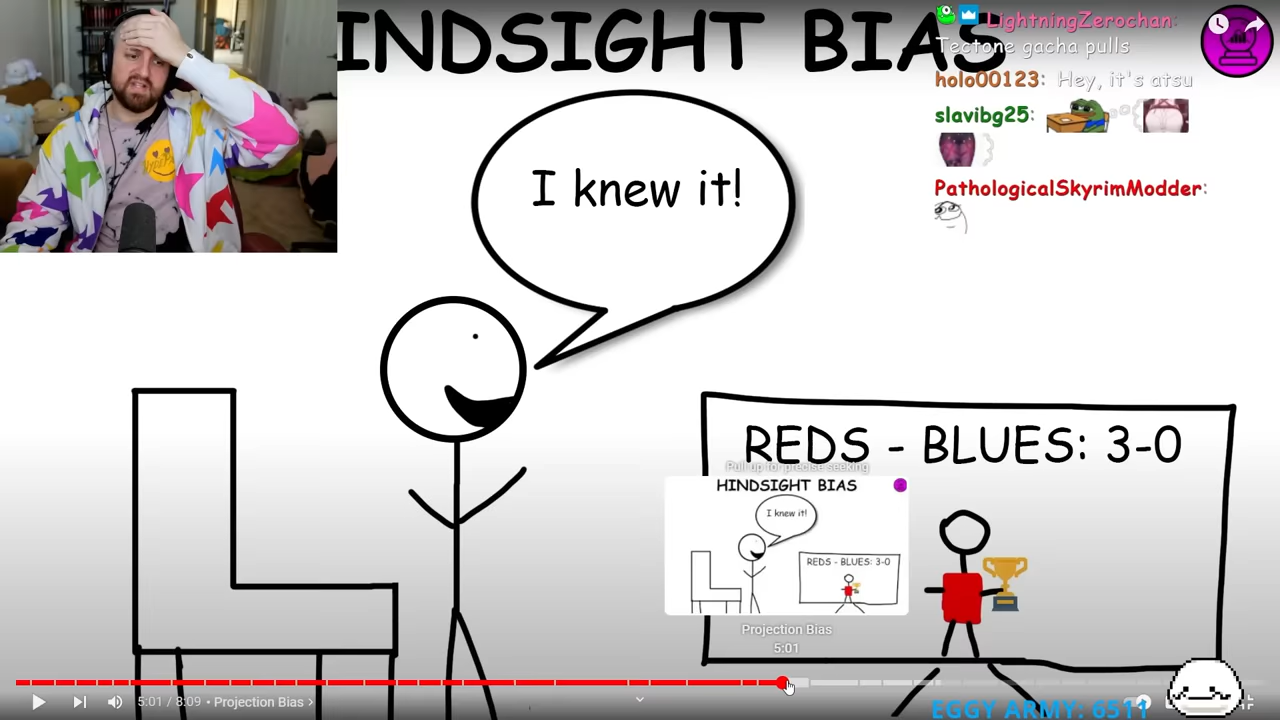 INDSIGHT BIAS
LightningZerochan:
Tectone gacha pulls
holo00123: Hey, it's atsu
slavibg25:
PathologicalSkyrimModder:
I knew it!
REDS - BLUES: 3-0
Pull up for precise seeking
HINDSIGHT BIAS
I knew it!
REDS - BLUES: 3-0
Projection Bias
5:01
5:01 / 8:09 • Projection Bias >
EGGY ARMY: 6511